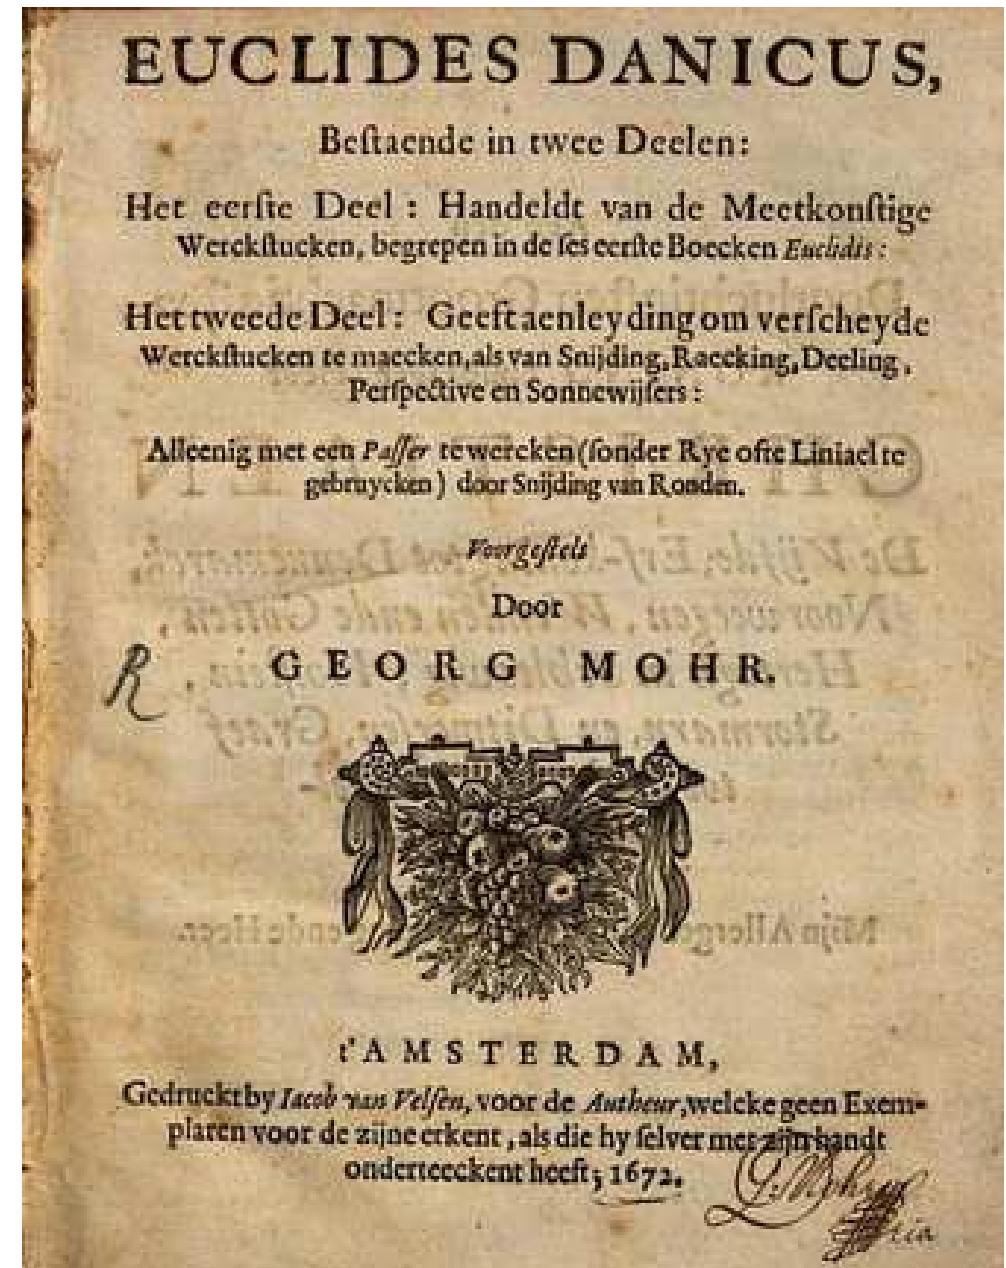 EUCLIDES DANICUS,
Beſtaende in twee Deelen:
Het eerſte Deel: Handeldt van de Meetkonſtige
Werckſtucken, begrepen in de ſes eerſte Boecken Euclidis:
Het tweede Deel: Geeft aenleyding om verſcheyde
Werckſtucken te maecken, als van Snijding, Raecking, Deeling,
Perſpective en Sonnewijſers:
Alleenig met een Paſſer te wercken (ſonder Rye ofte Liniael te
gebruycken) door Snijding van Ronden.
Voorgeſtelt
Door
GEORG MOHR.
R
t'AMSTERDAM,
Gedruckt by Iacob van Velſen, voor de Autheur, welcke geen Exem-
plaren voor de zijne erkent, als die hy ſelver met zijn handt
onderteeckent heeft; 1672.
G. Mohr